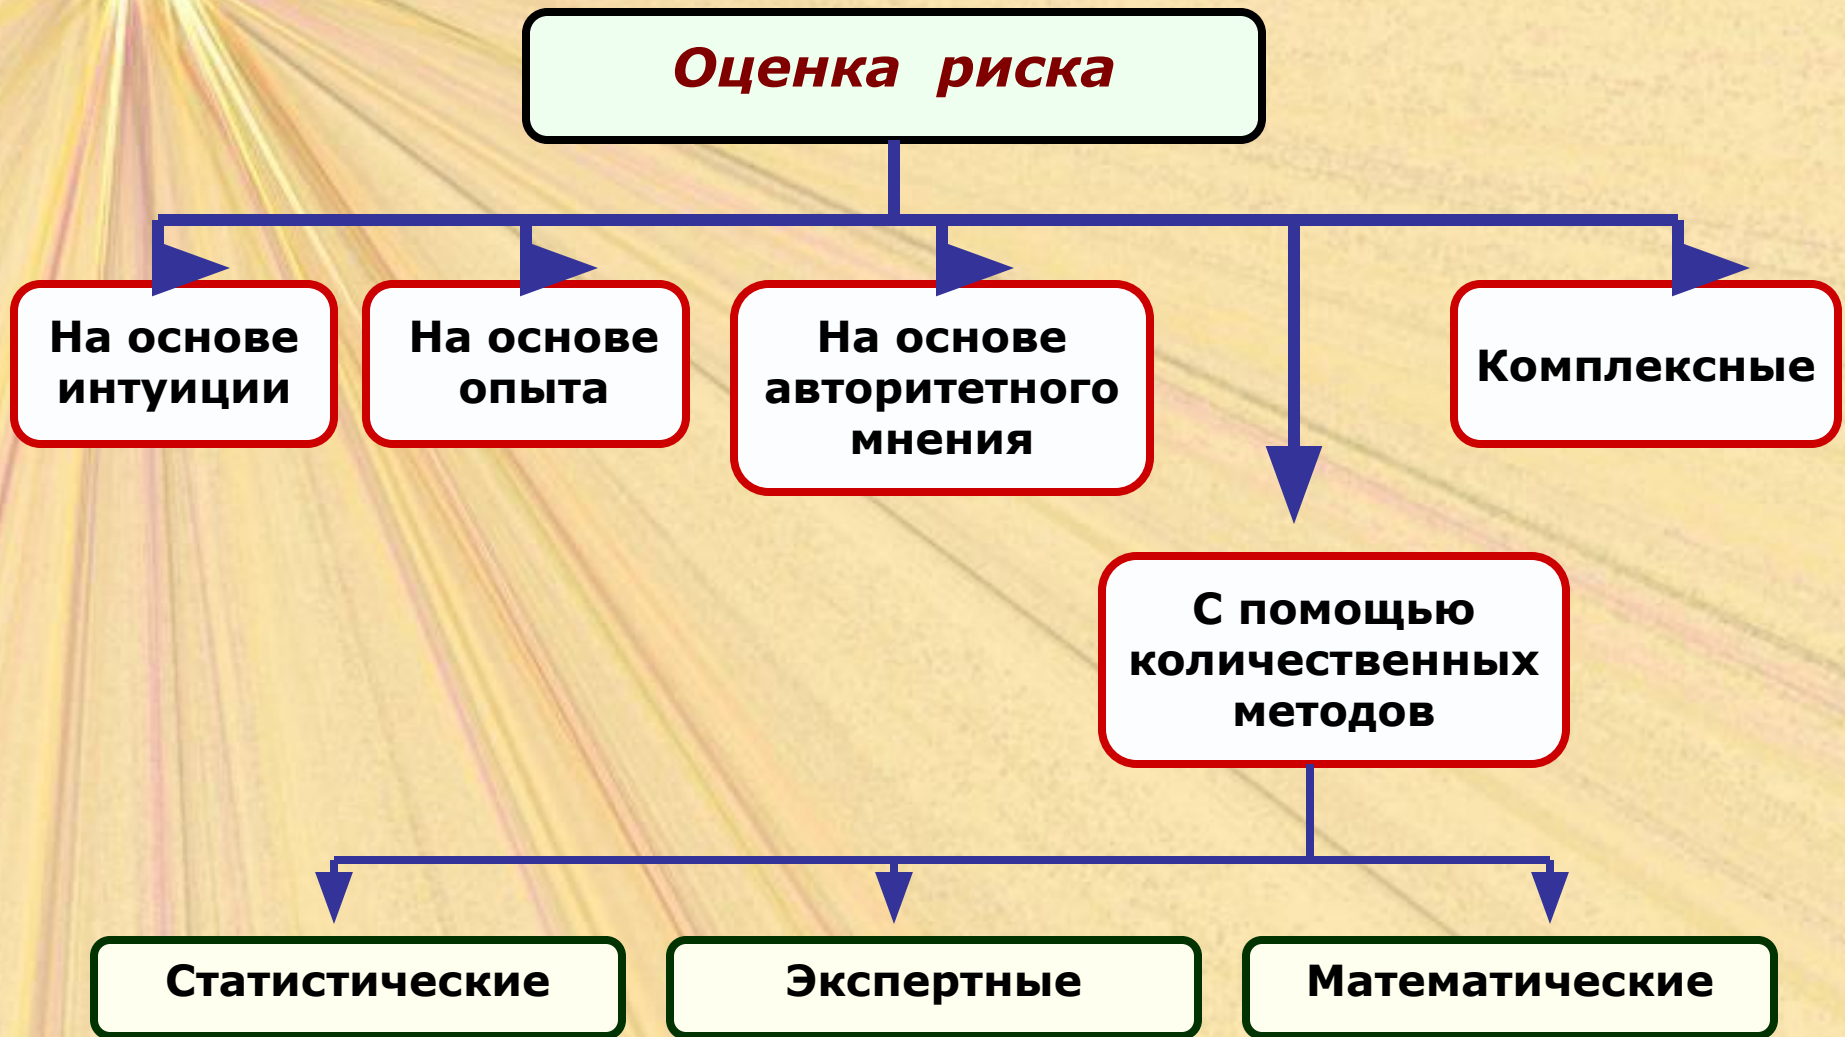 Оценка риска
На основе
интуиции
На основе
опыта
На основе
авторитетного
мнения
Комплексные
С помощью
количественных
методов
Статистические
Экспертные
Математические